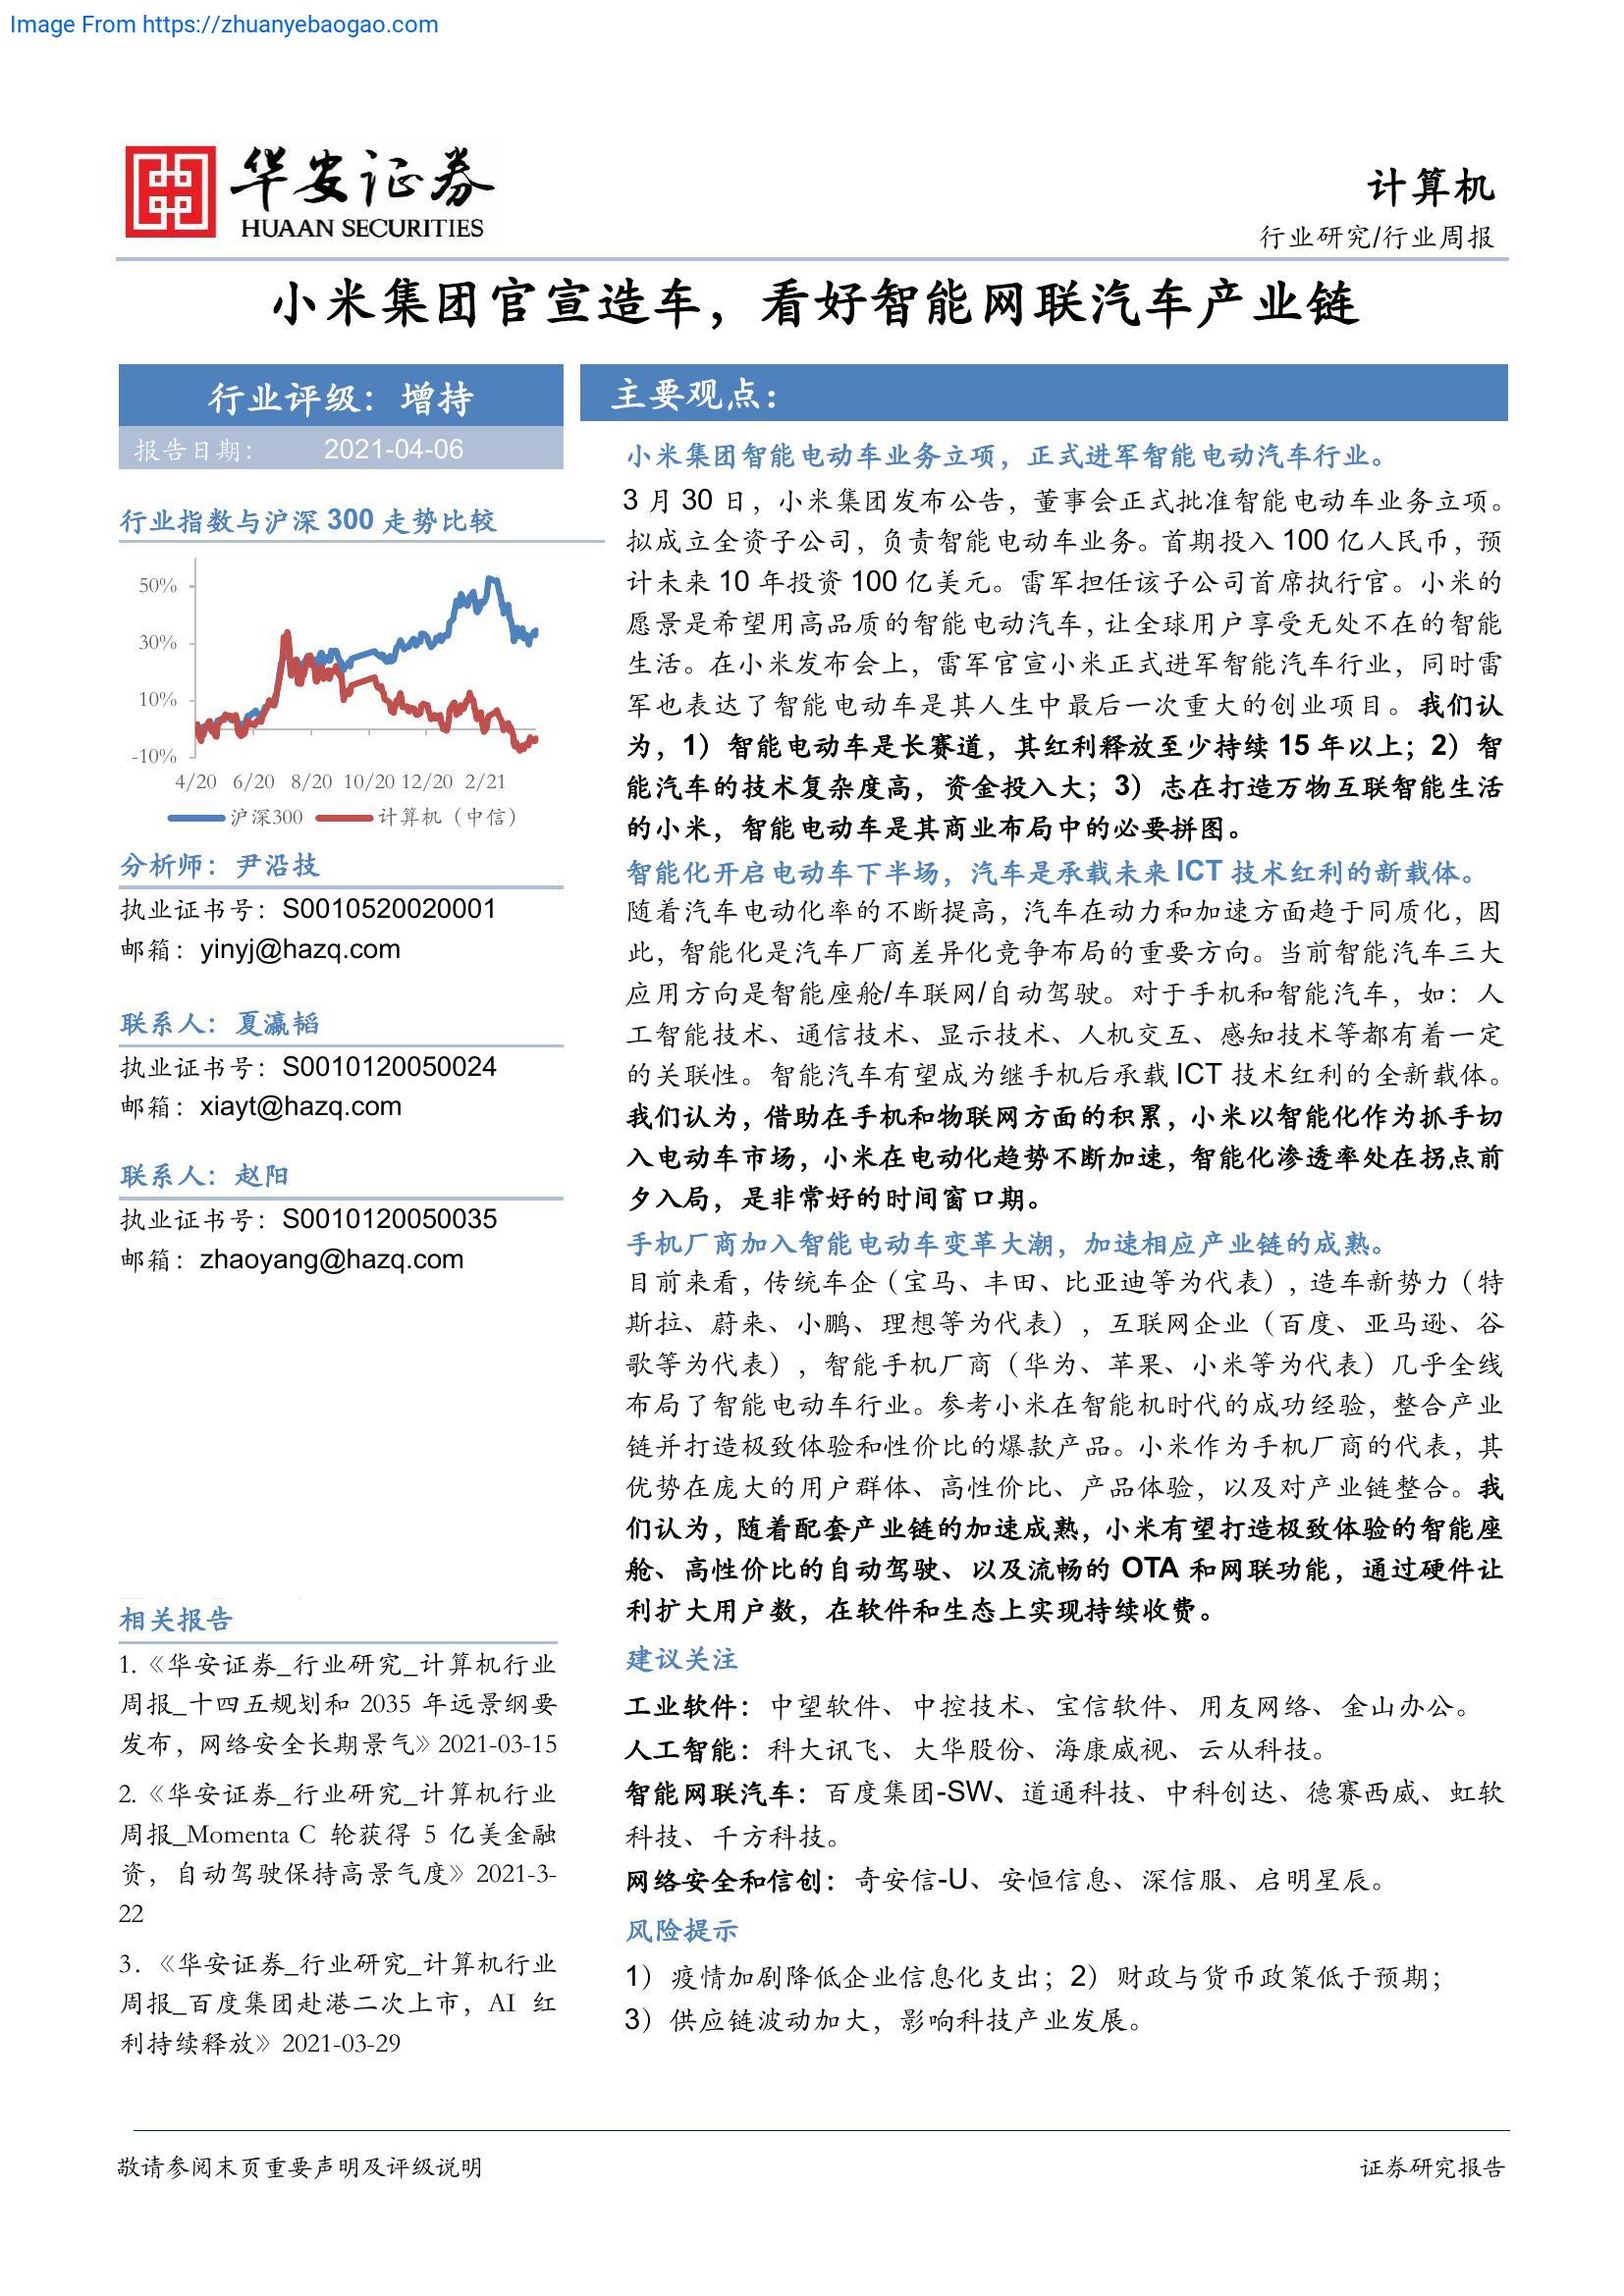 Image From https://zhuanyebaogao.com
华安证券
HUAAN SECURITIES
计算机
行业研究/行业周报
小米集团官宣造车，看好智能网联汽车产业链
行业评级：增持
报告日期： 2021-04-06
行业指数与沪深 300 走势比较
50%
30%
10%
-10%
4/20 6/20 8/20 10/20 12/20 2/21
沪深300 计算机（中信）
分析师：尹沿技
执业证书号：S0010520020001
邮箱：yinyj@hazq.com
联系人：夏瀛韬
执业证书号：S0010120050024
邮箱：xiayt@hazq.com
联系人：赵阳
执业证书号：S0010120050035
邮箱：zhaoyang@hazq.com
相关报告
1.《华安证券_行业研究_计算机行业
周报_十四五规划和 2035 年远景纲要
发布，网络安全长期景气》2021-03-15
2.《华安证券_行业研究_计算机行业
周报_Momenta C 轮获得 5 亿美金融
资，自动驾驶保持高景气度》2021-3-
22
3.《华安证券_行业研究_计算机行业
周报_百度集团赴港二次上市，AI 红
利持续释放》2021-03-29
主要观点：
小米集团智能电动车业务立项，正式进军智能电动汽车行业。
3 月 30 日，小米集团发布公告，董事会正式批准智能电动车业务立项。
拟成立全资子公司，负责智能电动车业务。首期投入 100 亿人民币，预
计未来 10 年投资 100 亿美元。雷军担任该子公司首席执行官。小米的
愿景是希望用高品质的智能电动汽车，让全球用户享受无处不在的智能
生活。在小米发布会上，雷军官宣小米正式进军智能汽车行业，同时雷
军也表达了智能电动车是其人生中最后一次重大的创业项目。我们认
为，1）智能电动车是长赛道，其红利释放至少持续 15 年以上；2）智
能汽车的技术复杂度高，资金投入大；3）志在打造万物互联智能生活
的小米，智能电动车是其商业布局中的必要拼图。
智能化开启电动车下半场，汽车是承载未来 ICT 技术红利的新载体。
随着汽车电动化率的不断提高，汽车在动力和加速方面趋于同质化，因
此，智能化是汽车厂商差异化竞争布局的重要方向。当前智能汽车三大
应用方向是智能座舱/车联网/自动驾驶。对于手机和智能汽车，如：人
工智能技术、通信技术、显示技术、人机交互、感知技术等都有着一定
的关联性。智能汽车有望成为继手机后承载 ICT 技术红利的全新载体。
我们认为，借助在手机和物联网方面的积累，小米以智能化作为抓手切
入电动车市场，小米在电动化趋势不断加速，智能化渗透率处在拐点前
夕入局，是非常好的时间窗口期。
手机厂商加入智能电动车变革大潮，加速相应产业链的成熟。
目前来看，传统车企（宝马、丰田、比亚迪等为代表），造车新势力（特
斯拉、蔚来、小鹏、理想等为代表），互联网企业（百度、亚马逊、谷
歌等为代表），智能手机厂商（华为、苹果、小米等为代表）几乎全线
布局了智能电动车行业。参考小米在智能机时代的成功经验，整合产业
链并打造极致体验和性价比的爆款产品。小米作为手机厂商的代表，其
优势在庞大的用户群体、高性价比、产品体验，以及对产业链整合。我
们认为，随着配套产业链的加速成熟，小米有望打造极致体验的智能座
舱、高性价比的自动驾驶、以及流畅的 OTA 和网联功能，通过硬件让
利扩大用户数，在软件和生态上实现持续收费。
建议关注
工业软件：中望软件、中控技术、宝信软件、用友网络、金山办公。
人工智能：科大讯飞、大华股份、海康威视、云从科技。
智能网联汽车：百度集团-SW、道通科技、中科创达、德赛西威、虹软
科技、千方科技。
网络安全和信创：奇安信-U、安恒信息、深信服、启明星辰。
风险提示
1）疫情加剧降低企业信息化支出；2）财政与货币政策低于预期；
3）供应链波动加大，影响科技产业发展。
敬请参阅末页重要声明及评级说明
证券研究报告